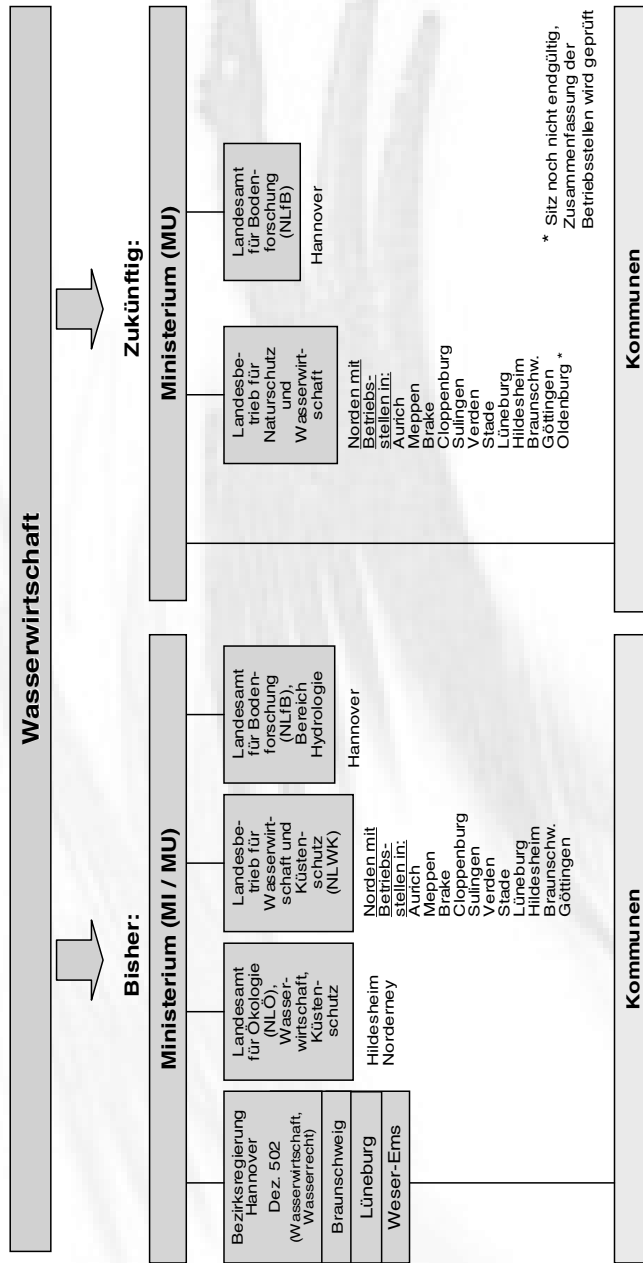 Wasserwirtschaft
Bisher:
Ministerium (MI / MU)
Bezirksregierung
Hannover
Dez. 502
(Wasserwirtschaft,
Wasserrecht)
Braunschweig
Lüneburg
Weser-Ems
Landesamt
für Ökologie
(NLÖ),
Wasser-
wirtschaft,
Küsten-
schutz
Hildesheim
Norderney
Landesbe-
trieb für
Wasserwirt-
schaft und
Küsten-
schutz
(NLWK)
Norden mit
Betriebs-
stellen in:
Aurich
Meppen
Brake
Cloppenburg
Sulingen
Verden
Stade
Lüneburg
Hildesheim
Braunschw.
Göttingen
Landesamt
für Boden-
forschung
(NLfB),
Bereich
Hydrologie
Hannover
Kommunen
Zukünftig:
Ministerium (MU)
Landesbe-
trieb für
Naturschutz
und
Wasserwirt-
schaft
Norden mit
Betriebs-
stellen in:
Aurich
Meppen
Brake
Cloppenburg
Sulingen
Verden
Stade
Lüneburg
Hildesheim
Braunschw.
Göttingen
Oldenburg *
Landesamt
für Boden-
forschung
(NLfB)
Hannover
* Sitz noch nicht endgültig,
Zusammenfassung der
Betriebsstellen wird geprüft
Kommunen